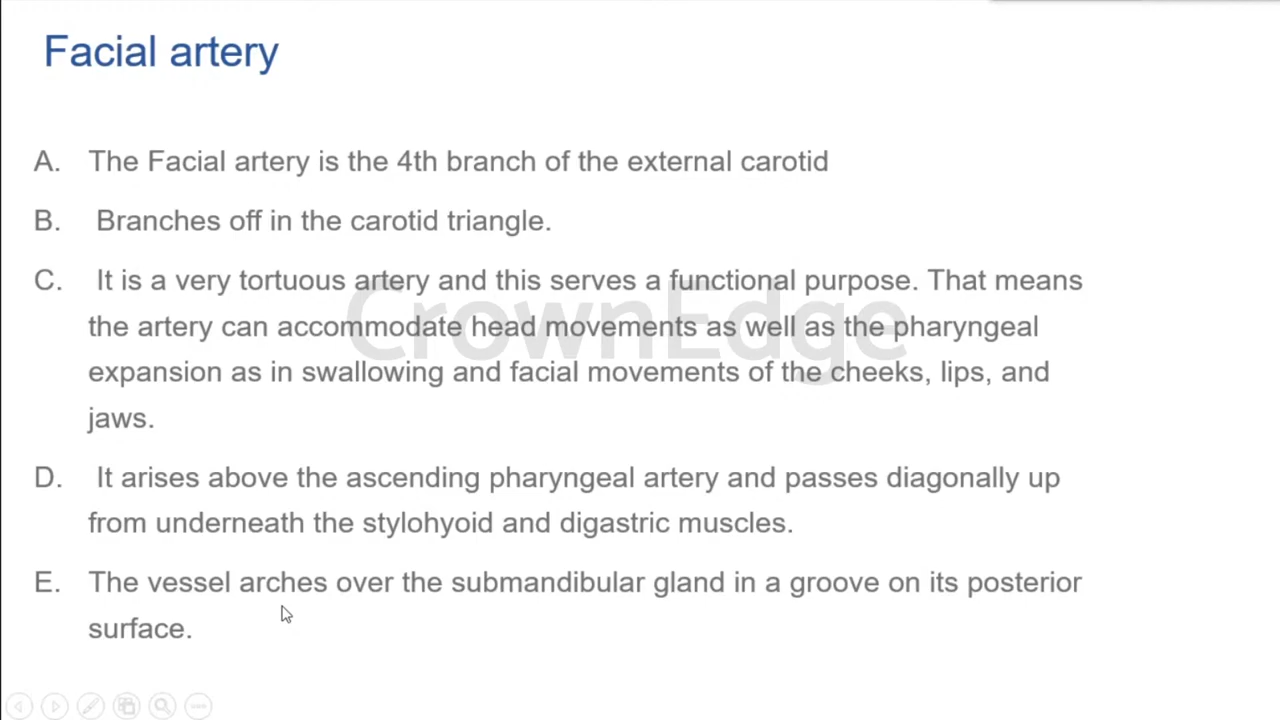 Facial artery
A. The Facial artery is the 4th branch of the external carotid
B. Branches off in the carotid triangle.
C. It is a very tortuous artery and this serves a functional purpose. That means
the artery can accommodate head movements as well as the pharyngeal
expansion as in swallowing and facial movements of the cheeks, lips, and
jaws.
D. It arises above the ascending pharyngeal artery and passes diagonally up
from underneath the stylohyoid and digastric muscles.
E. The vessel arches over the submandibular gland in a groove on its posterior
surface.
CrownEdge